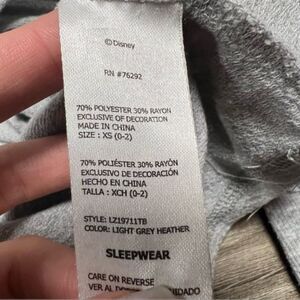 ©Disney
RN #76292
70% POLYESTER 30% RAYON
EXCLUSIVE OF DECORATION
MADE IN CHINA
SIZE : XS (0-2)
70% POLIÉSTER 30% RAYÓN
EXCLUSIVO DE DECORACIÓN
HECHO EN CHINA
TALLA : XCH (0-2)
STYLE: LZ19711TB
COLOR: LIGHT GREY HEATHER
SLEEPWEAR
CARE ON REVERSE
VER AL